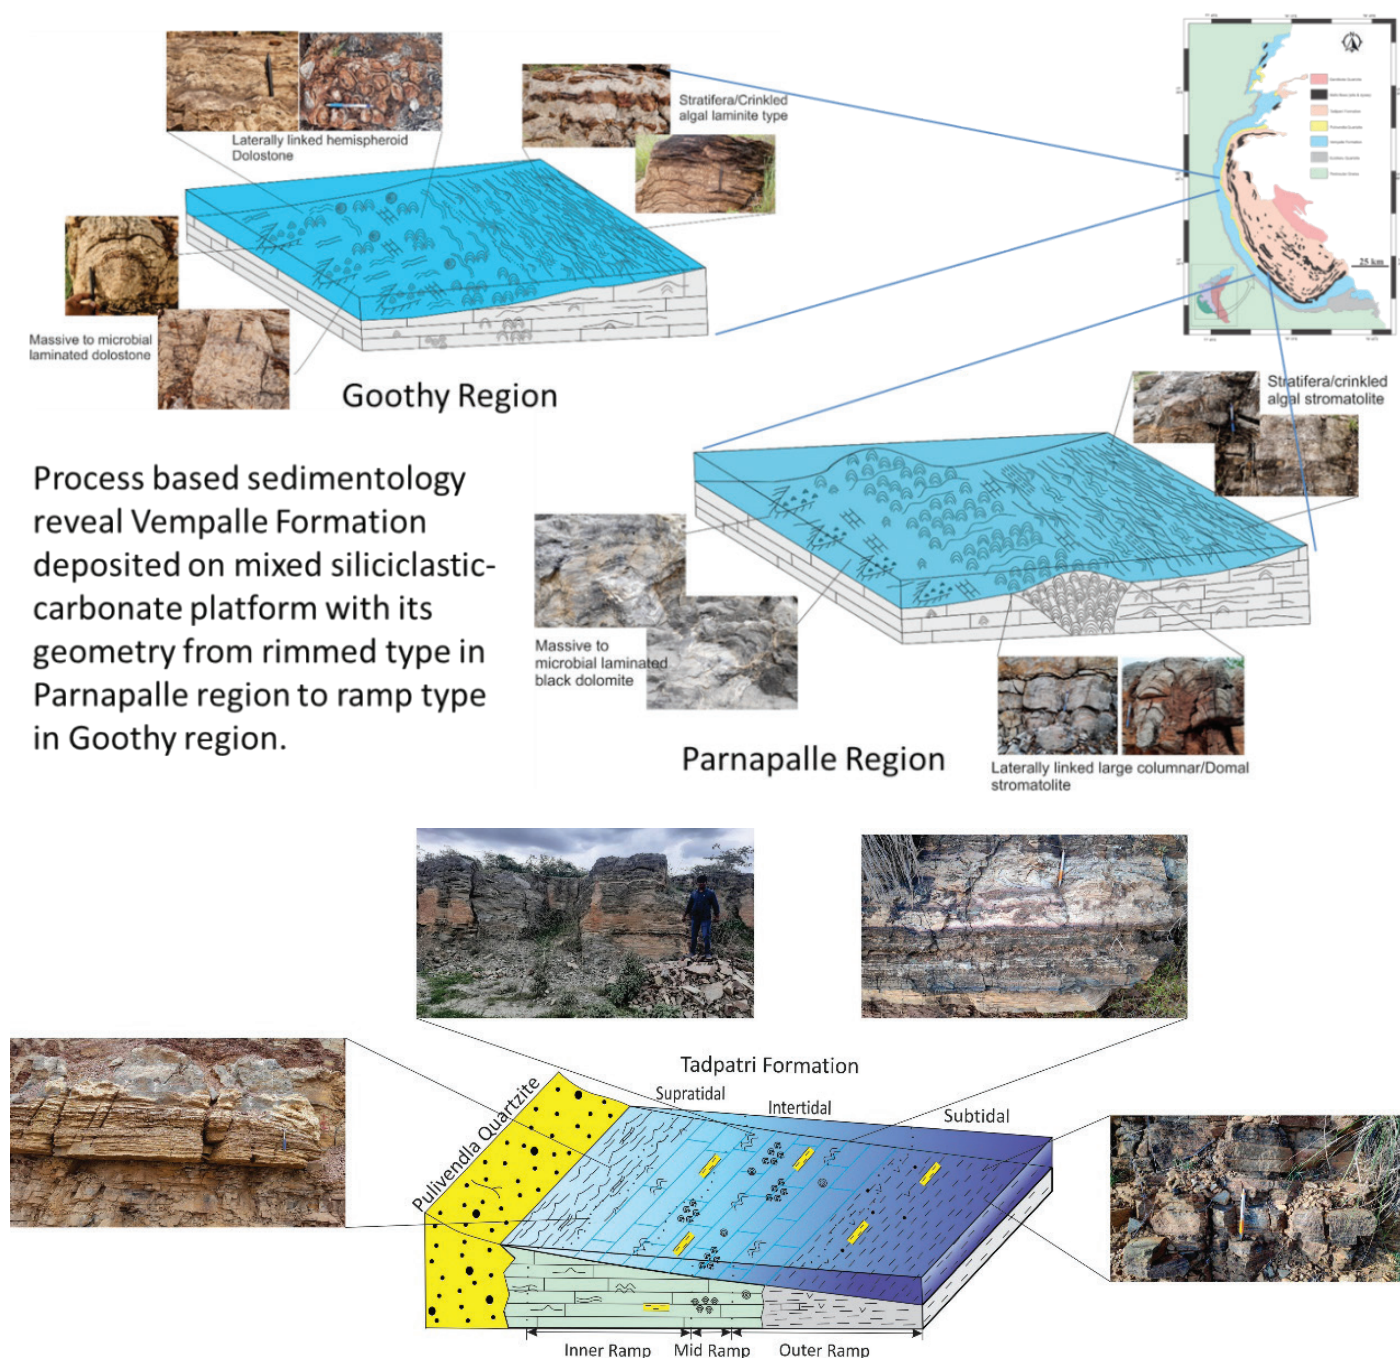 Laterally linked hemispheroid
Dolostone
Stratifera/Crinkled
algal laminite type
Massive to microbial
laminated dolostone
Goothy Region
25 km
Process based sedimentology
reveal Vempalle Formation
deposited on mixed siliciclastic-
carbonate platform with its
geometry from rimmed type in
Parnapalle region to ramp type
in Goothy region.
Stratifera/crinkled
algal stromatolite
Massive to
microbial laminated
black dolomite
Parnapalle Region
Laterally linked large columnar/Domal
stromatolite
Tadpatri Formation
Pulivendla Quartzite
Supratidal
Intertidal
Subtidal
Inner Ramp
Mid Ramp
Outer Ramp